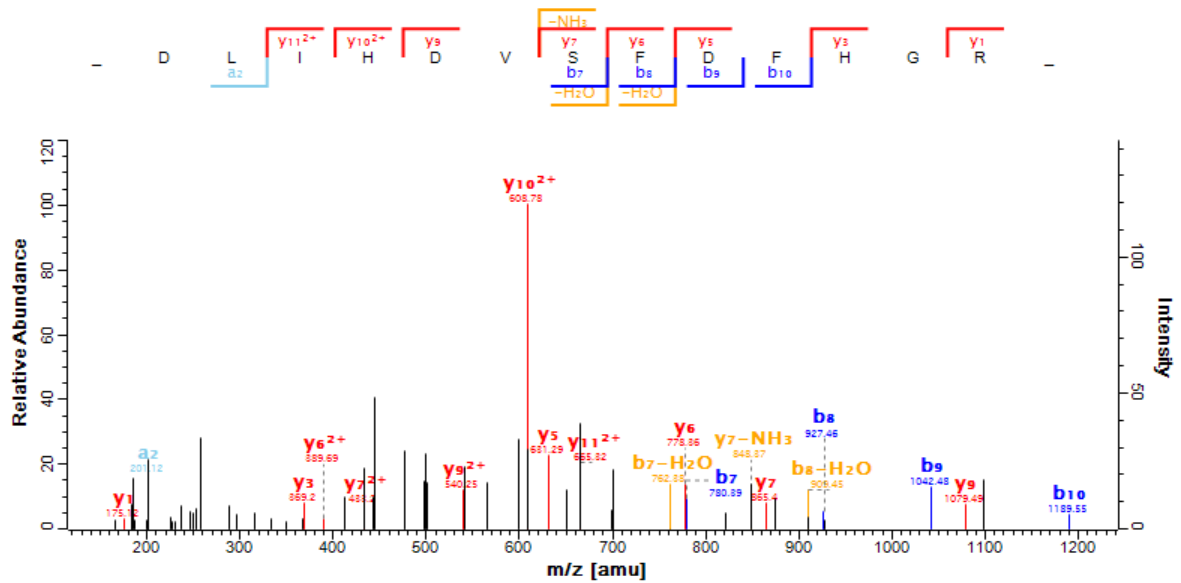 −NH₃
y₁₁²⁺ y₁₀²⁺ y₉ y₇ y₆ y₅ y₃ y₁
_ D L I H D V S F D F H G R _
a₂ b₇ b₈ b₉ b₁₀
−H₂O −H₂O
120
100
80
60
40
20
0
Relative Abundance
100
50
0
Intensity
200 300 400 500 600 700 800 900 1000 1100 1200
m/z [amu]
y₁
175.12
a₂
201.12
y₃
369.2
y₆²⁺
389.69
y₇²⁺
y₉²⁺
540.25
y₁₀²⁺
608.78
y₅
631.29
y₁₁²⁺
665.82
b₇−H₂O
762.38
y₆
778.36
b₇
780.39
y₇−NH₃
848.37
y₇
865.4
b₈−H₂O
909.45
b₈
927.46
b₉
1042.48
y₉
1079.49
b₁₀
1189.55